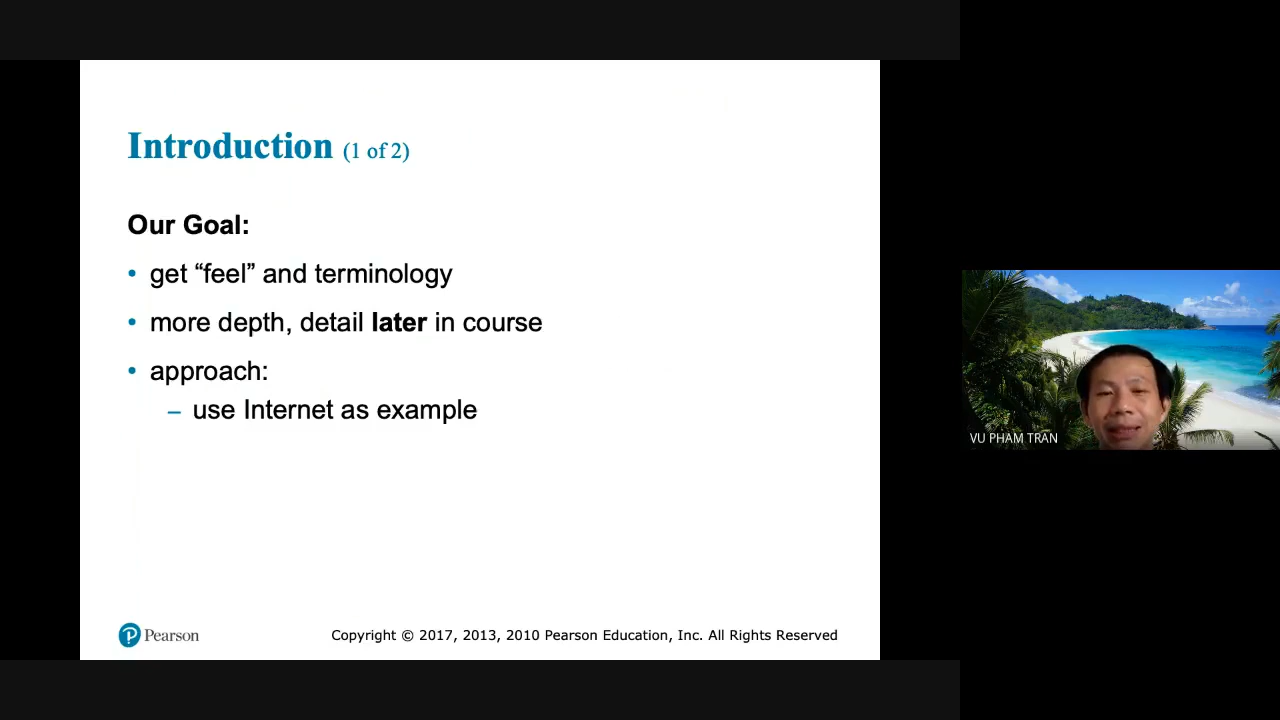 Introduction (1 of 2)
Our Goal:
• get “feel” and terminology
• more depth, detail later in course
• approach:
– use Internet as example
Pearson
Copyright © 2017, 2013, 2010 Pearson Education, Inc. All Rights Reserved
VU PHAM TRAN